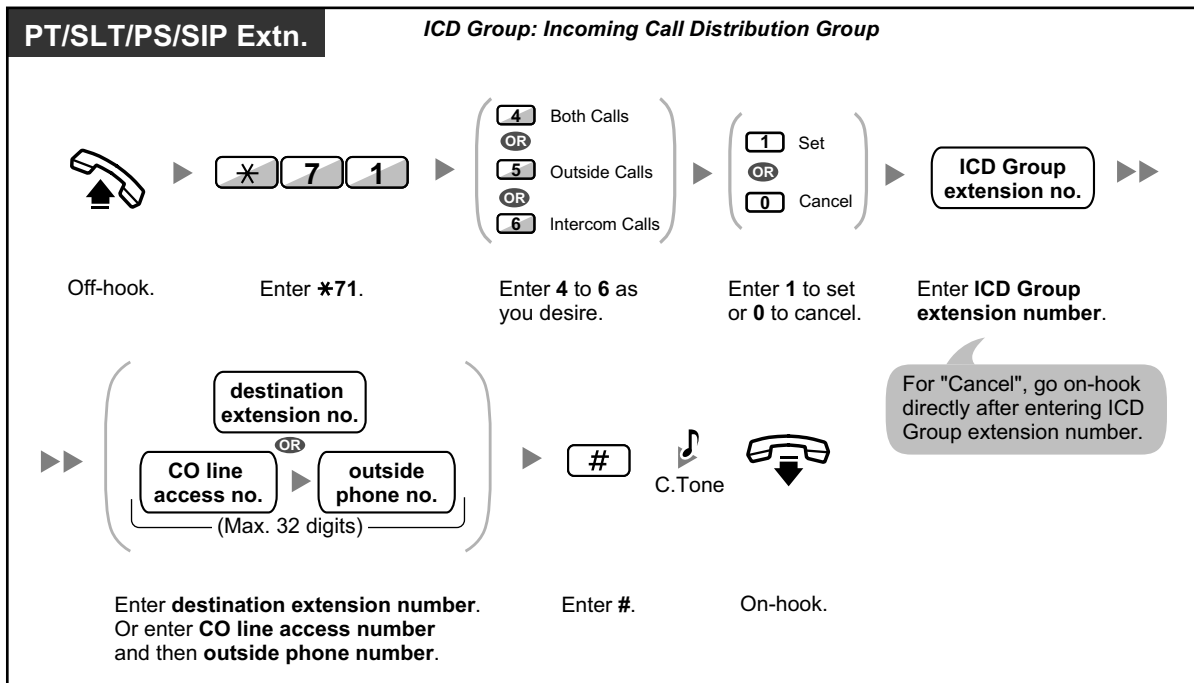 PT/SLT/PS/SIP Extn.
ICD Group: Incoming Call Distribution Group
✱ 7 1
4 Both Calls
OR
5 Outside Calls
OR
6 Intercom Calls
1 Set
OR
0 Cancel
ICD Group
extension no.
Off-hook.
Enter ✱71.
Enter 4 to 6 as
you desire.
Enter 1 to set
or 0 to cancel.
Enter ICD Group
extension number.
For "Cancel", go on-hook
directly after entering ICD
Group extension number.
destination
extension no.
OR
CO line
access no.
outside
phone no.
(Max. 32 digits)
#
C.Tone
Enter destination extension number.
Or enter CO line access number
and then outside phone number.
Enter #.
On-hook.